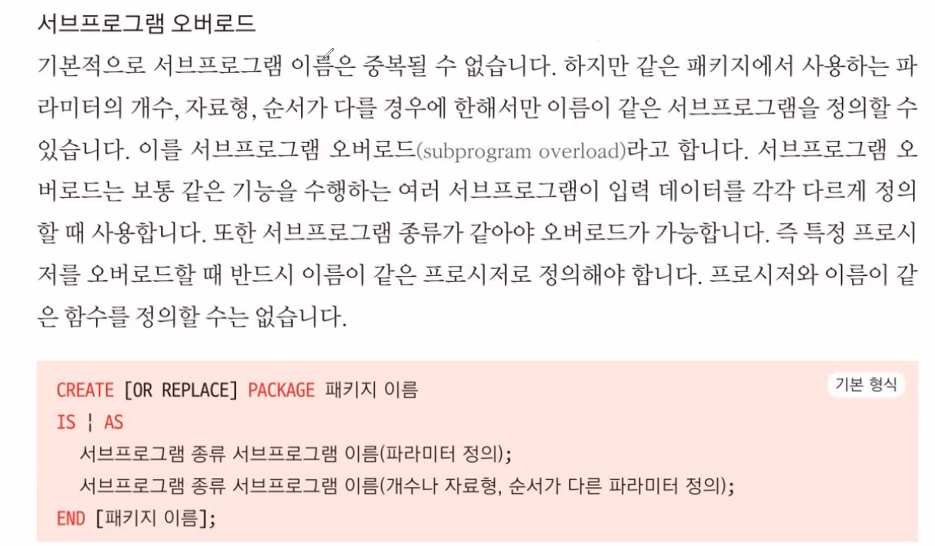 서브프로그램 오버로드
기본적으로 서브프로그램 이름은 중복될 수 없습니다. 하지만 같은 패키지에서 사용하는 파
라미터의 개수, 자료형, 순서가 다를 경우에 한해서만 이름이 같은 서브프로그램을 정의할 수
있습니다. 이를 서브프로그램 오버로드(subprogram overload)라고 합니다. 서브프로그램 오
버로드는 보통 같은 기능을 수행하는 여러 서브프로그램이 입력 데이터를 각각 다르게 정의
할 때 사용합니다. 또한 서브프로그램 종류가 같아야 오버로드가 가능합니다. 즉 특정 프로시
저를 오버로드할 때 반드시 이름이 같은 프로시저로 정의해야 합니다. 프로시저와 이름이 같
은 함수를 정의할 수는 없습니다.
CREATE [OR REPLACE] PACKAGE 패키지 이름
기본 형식
IS ¦ AS
서브프로그램 종류 서브프로그램 이름(파라미터 정의);
서브프로그램 종류 서브프로그램 이름(개수나 자료형, 순서가 다른 파라미터 정의);
END [패키지 이름];